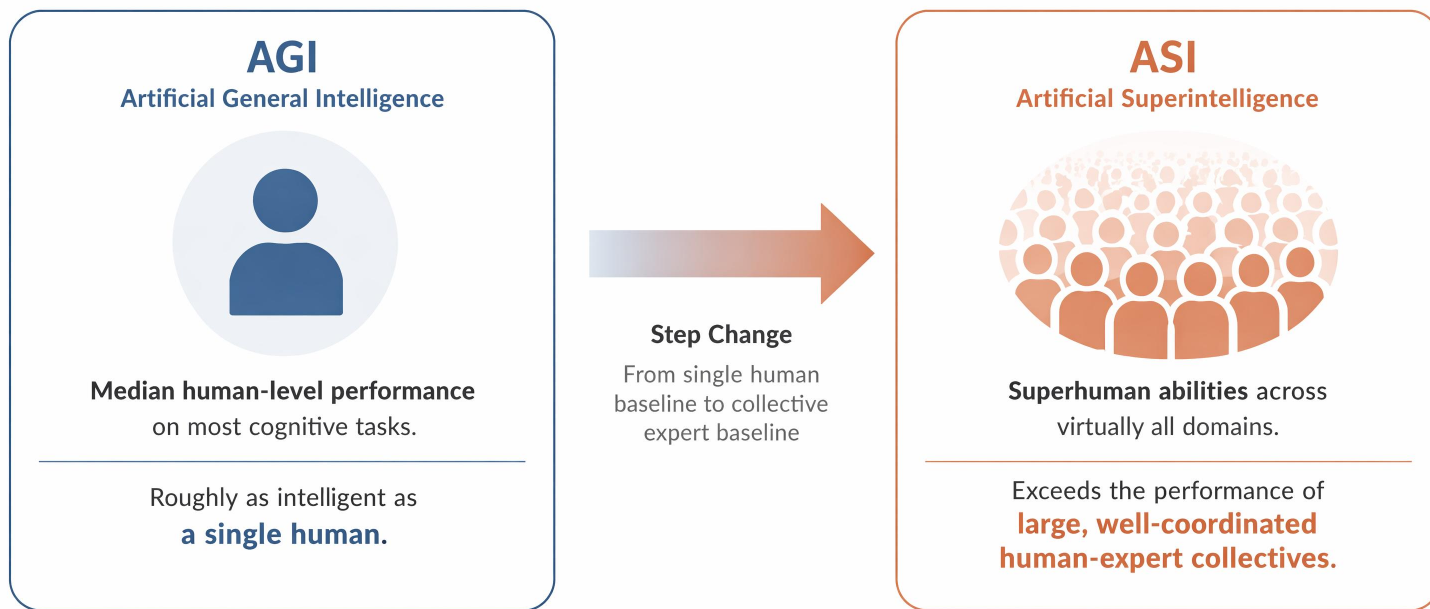 AGI
Artificial General Intelligence
Median human-level performance
on most cognitive tasks.
Roughly as intelligent as
a single human.
Step Change
From single human
baseline to collective
expert baseline
ASI
Artificial Superintelligence
Superhuman abilities across
virtually all domains.
Exceeds the performance of
large, well-coordinated
human-expert collectives.